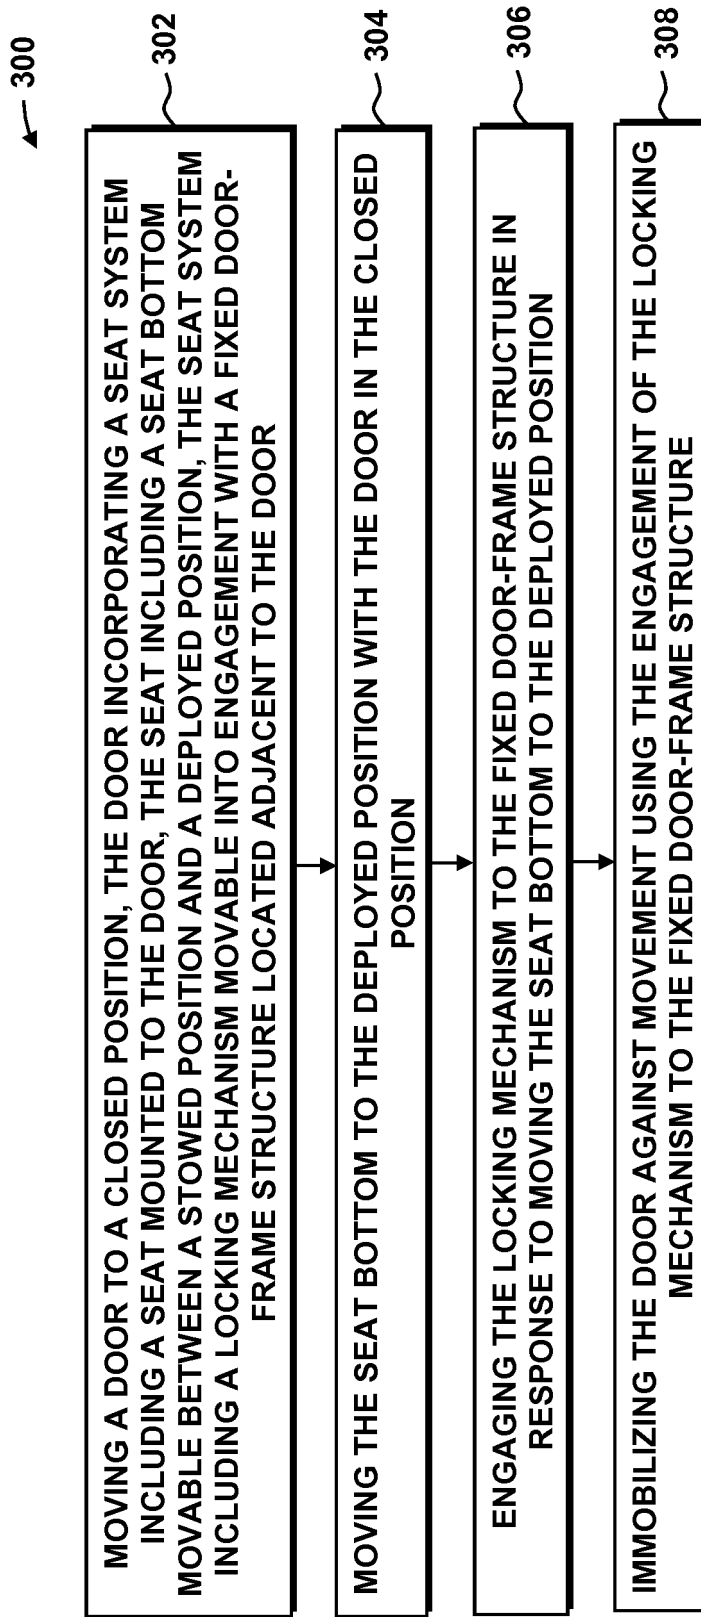 300
MOVING A DOOR TO A CLOSED POSITION, THE DOOR INCORPORATING A SEAT SYSTEM
INCLUDING A SEAT MOUNTED TO THE DOOR, THE SEAT INCLUDING A SEAT BOTTOM
MOVABLE BETWEEN A STOWED POSITION AND A DEPLOYED POSITION, THE SEAT SYSTEM
INCLUDING A LOCKING MECHANISM MOVABLE INTO ENGAGEMENT WITH A FIXED DOOR-
FRAME STRUCTURE LOCATED ADJACENT TO THE DOOR
302
MOVING THE SEAT BOTTOM TO THE DEPLOYED POSITION WITH THE DOOR IN THE CLOSED
POSITION
304
ENGAGING THE LOCKING MECHANISM TO THE FIXED DOOR-FRAME STRUCTURE IN
RESPONSE TO MOVING THE SEAT BOTTOM TO THE DEPLOYED POSITION
306
IMMOBILIZING THE DOOR AGAINST MOVEMENT USING THE ENGAGEMENT OF THE LOCKING
MECHANISM TO THE FIXED DOOR-FRAME STRUCTURE
308